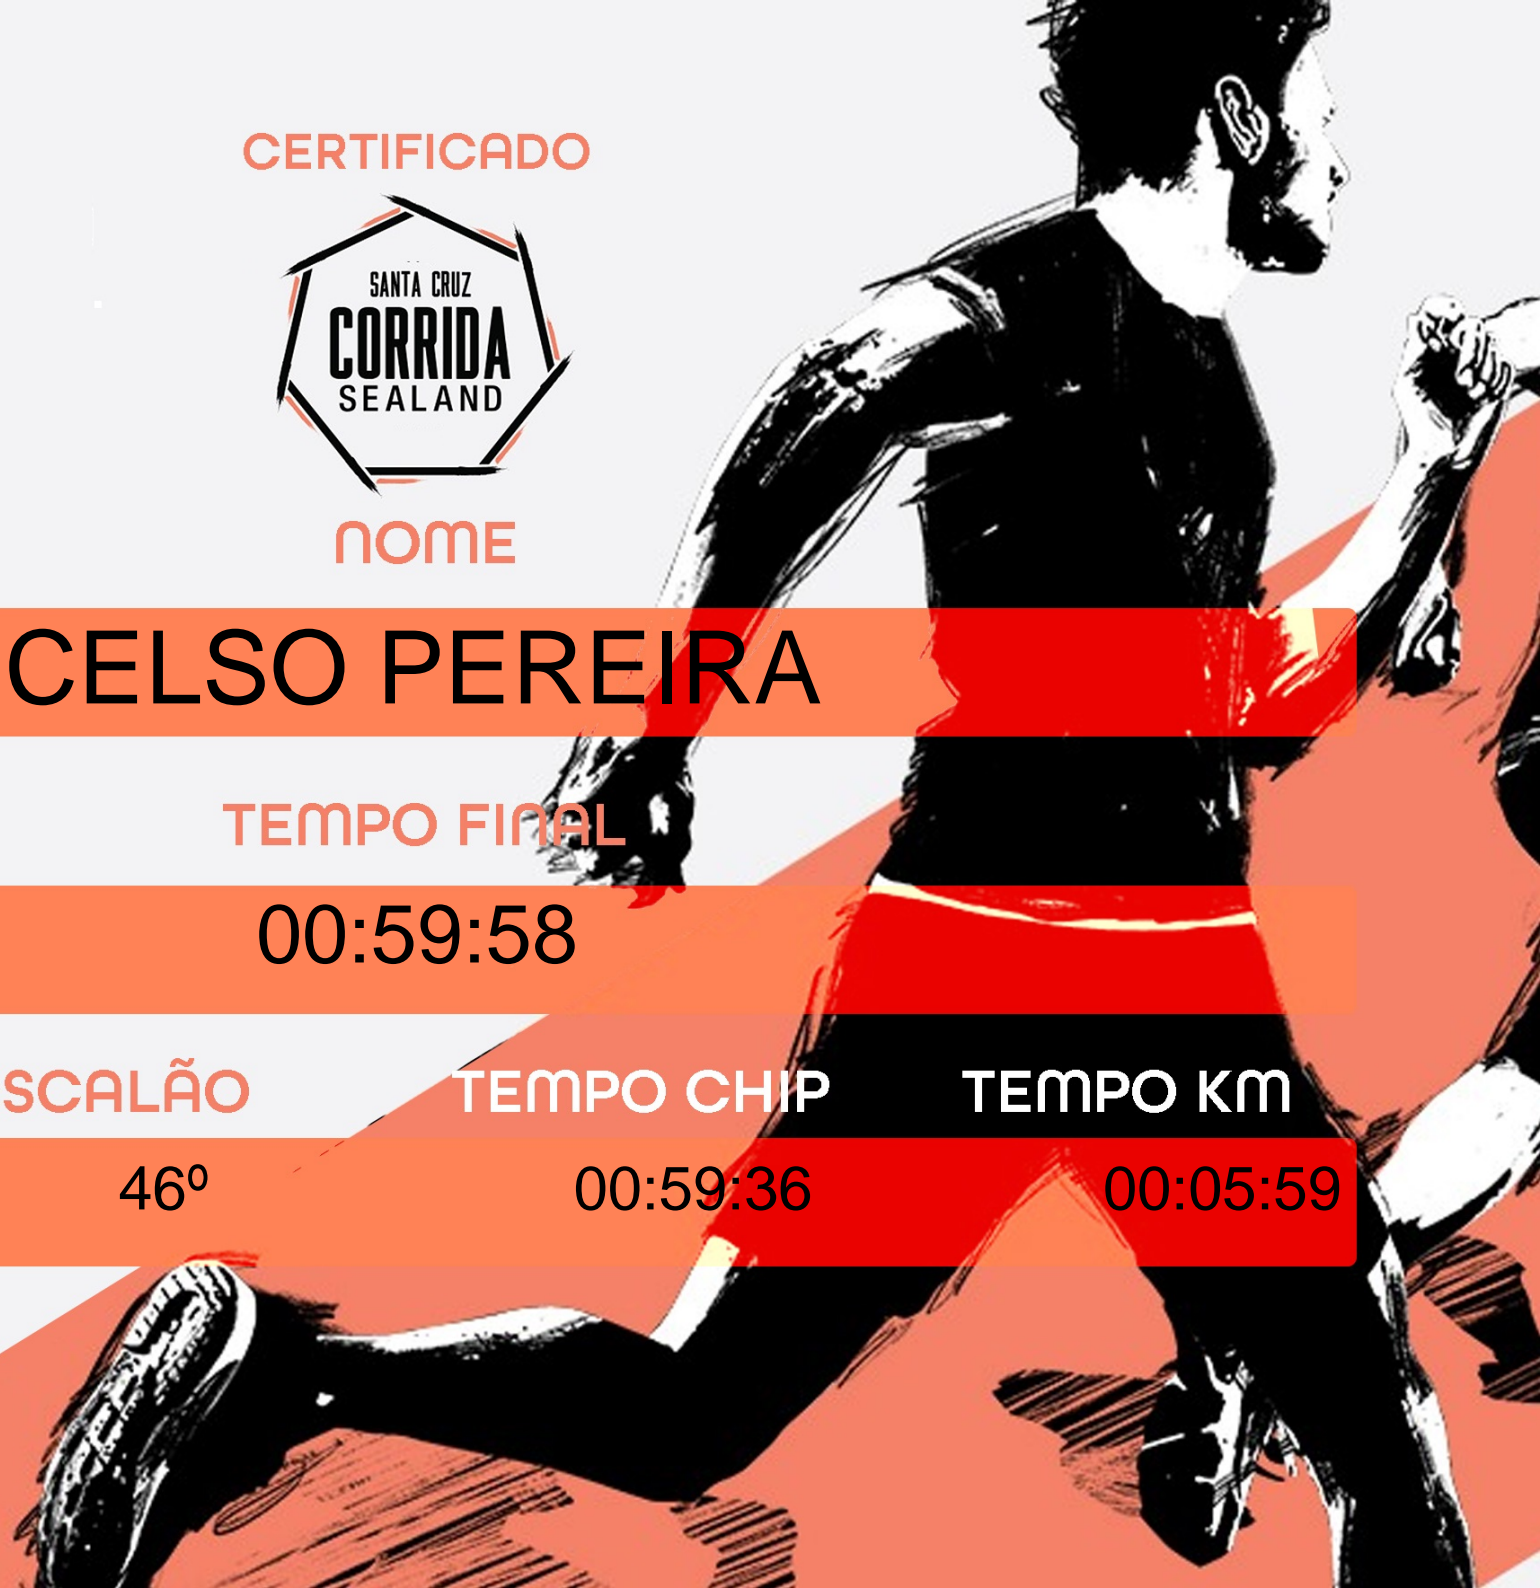 CERTIFICADO
SANTA CRUZ
CORRIDA
SEALAND
NOME
CELSO PEREIRA
TEMPO FINAL
00:59:58
SCALÃO TEMPO CHIP TEMPO KM
46º 00:59:36 00:05:59